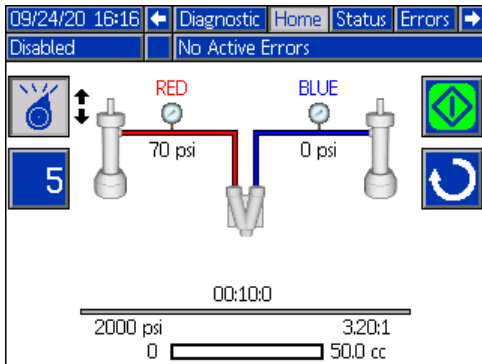 09/24/20 16:16 Diagnostic Home Status Errors
Disabled No Active Errors
RED BLUE
70 psi 0 psi
5
00:10:0
2000 psi 3.20:1
0 50.0 cc